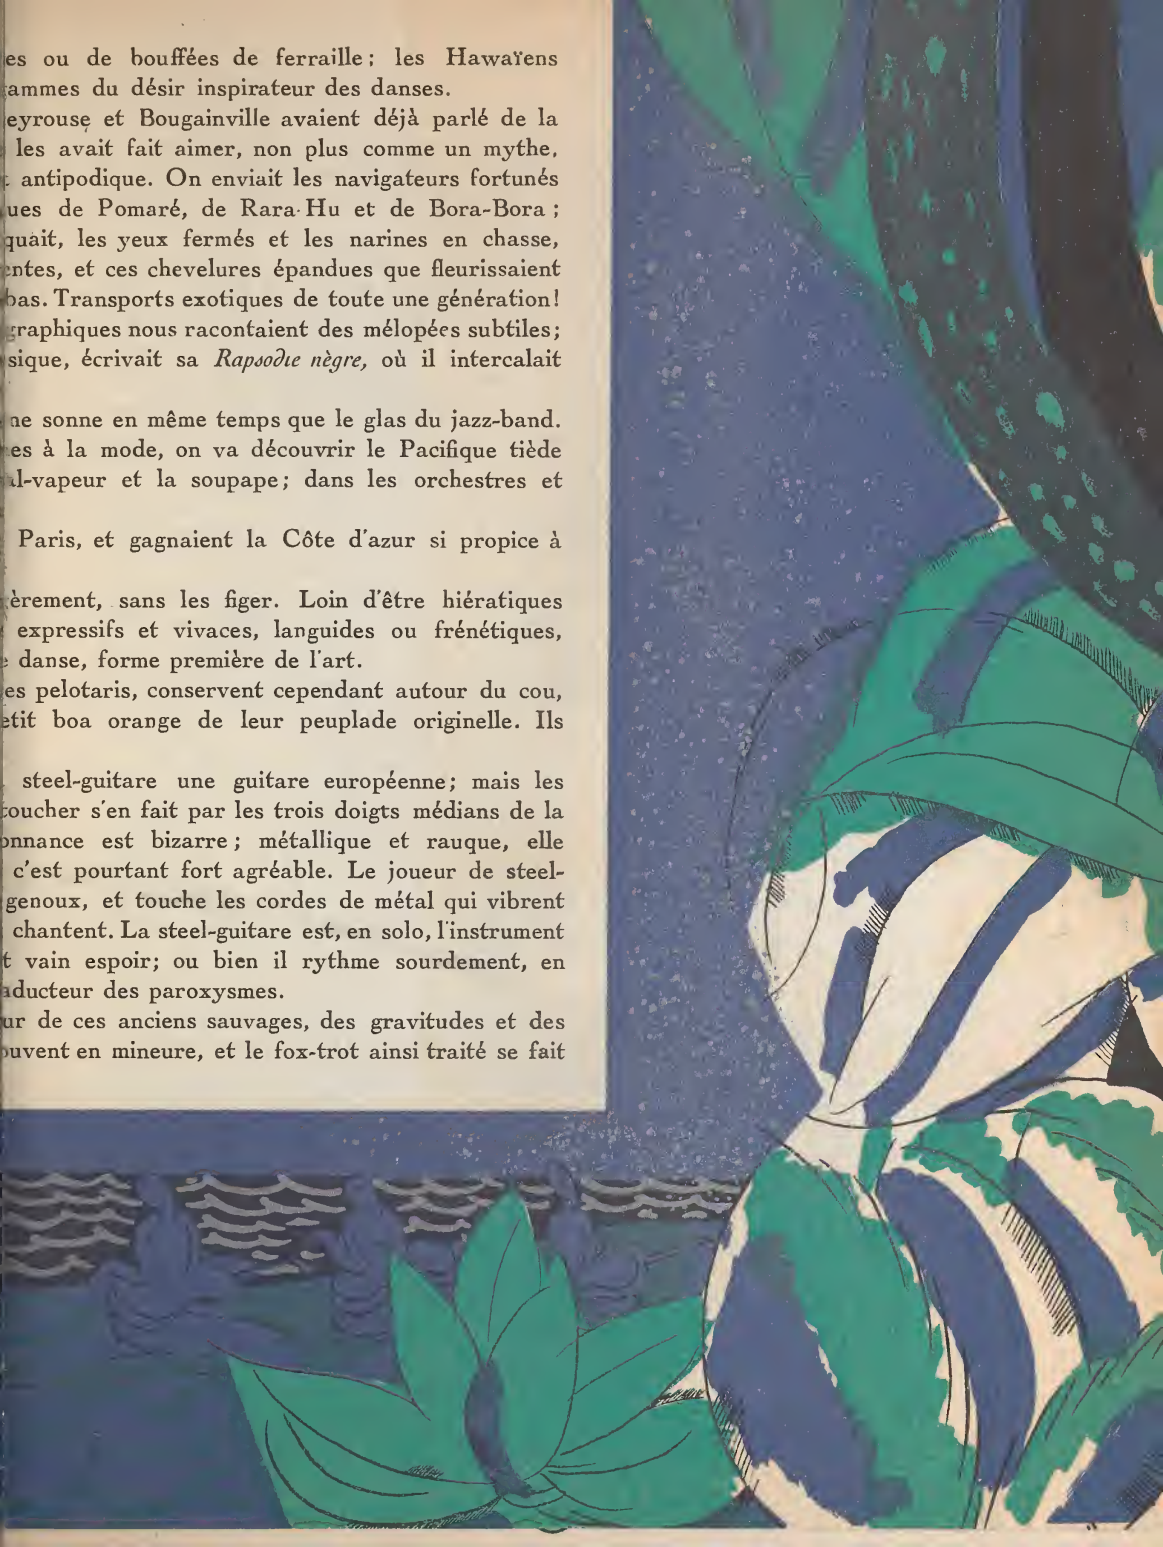 es ou de bouffées de ferraille; les Hawaïens
ammes du désir inspirateur des danses.
eyrouse et Bougainville avaient déjà parlé de la
les avait fait aimer, non plus comme un mythe,
antipodique. On enviait les navigateurs fortunés
ues de Pomaré, de Rara-Hu et de Bora-Bora;
quait, les yeux fermés et les narines en chasse,
entes, et ces chevelures épandues que fleurissaient
bas. Transports exotiques de toute une génération!
graphiques nous racontaient des mélopées subtiles;
sique, écrivait sa Rapsodie nègre, où il intercalait
ne sonne en même temps que le glas du jazz-band.
es à la mode, on va découvrir le Pacifique tiède
al-vapeur et la soupape; dans les orchestres et
Paris, et gagnaient la Côte d'azur si propice à
èrement, sans les figer. Loin d'être hiératiques
expressifs et vivaces, languides ou frénétiques,
danse, forme première de l'art.
es pelotaris, conservent cependant autour du cou,
etit boa orange de leur peuplade originelle. Ils
steel-guitare une guitare européenne; mais les
toucher s'en fait par les trois doigts médians de la
onnance est bizarre; métallique et rauque, elle
c'est pourtant fort agréable. Le joueur de steel-
genoux, et touche les cordes de métal qui vibrent
chantent. La steel-guitare est, en solo, l'instrument
t vain espoir; ou bien il rythme sourdement, en
aducteur des paroxysmes.
ur de ces anciens sauvages, des gravitudes et des
ouvent en mineure, et le fox-trot ainsi traité se fait